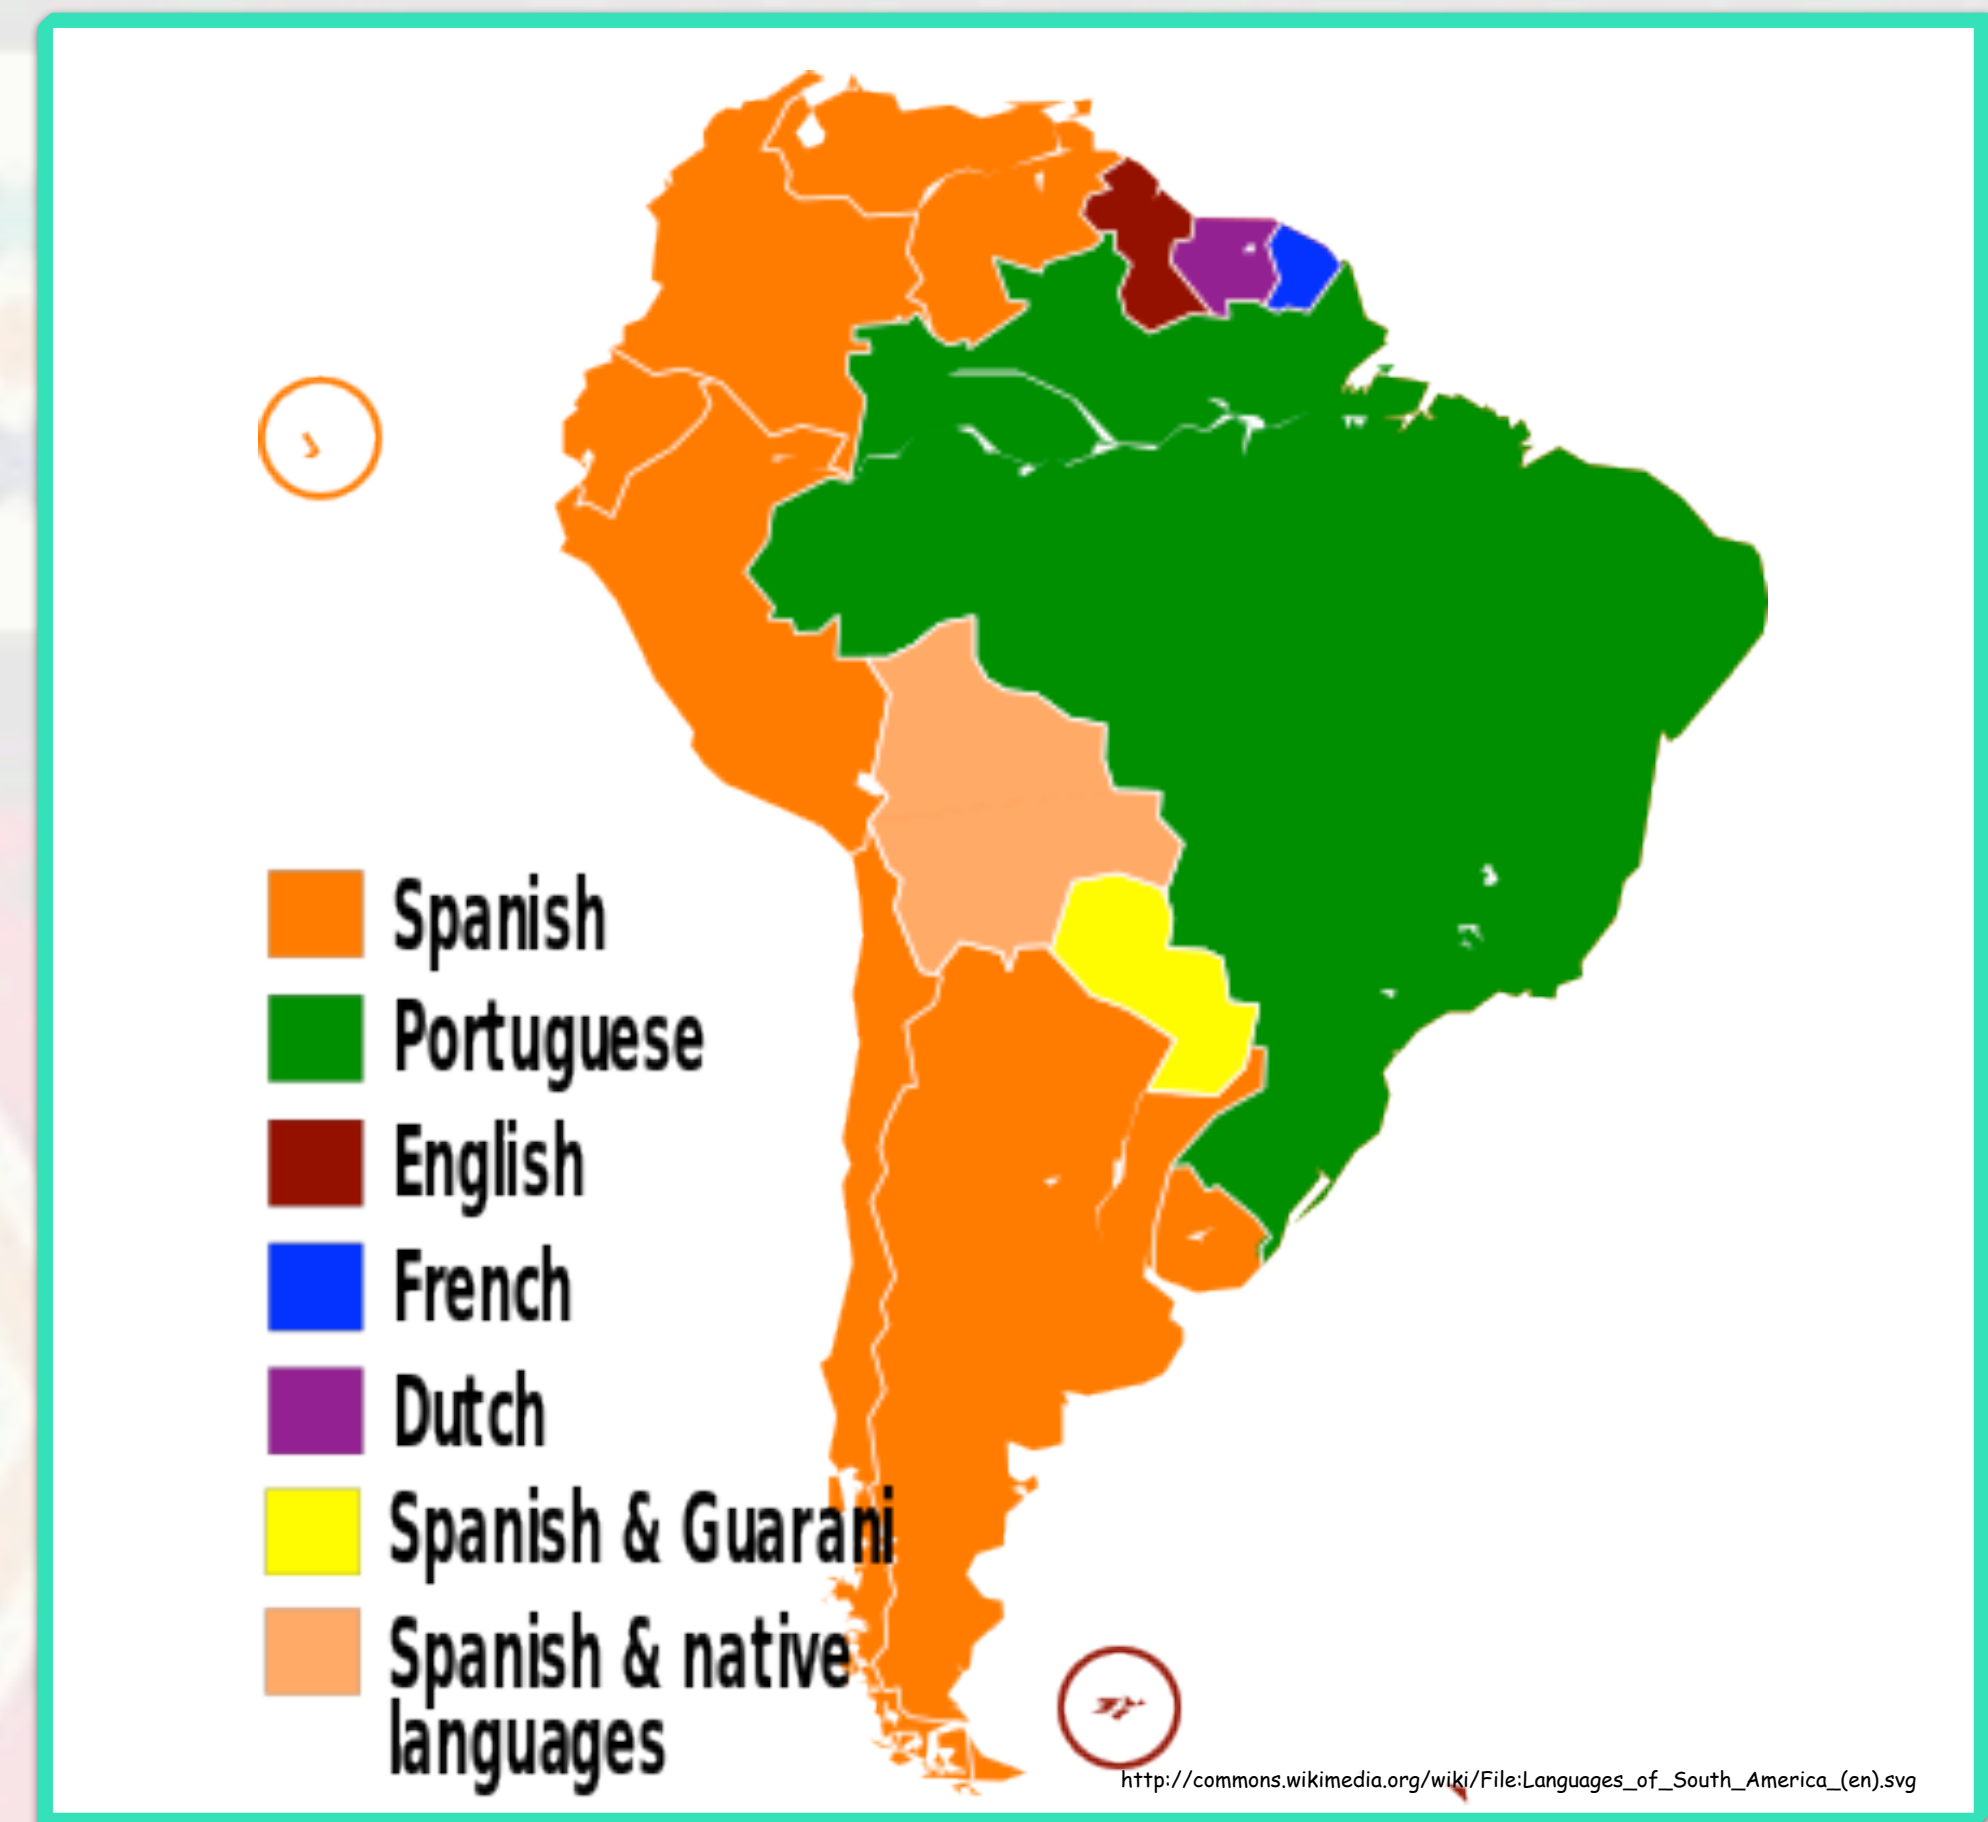 Spanish
Portuguese
English
French
Dutch
Spanish & Guarani
Spanish & native
languages
http://commons.wikimedia.org/wiki/File:Languages_of_South_America_(en).svg